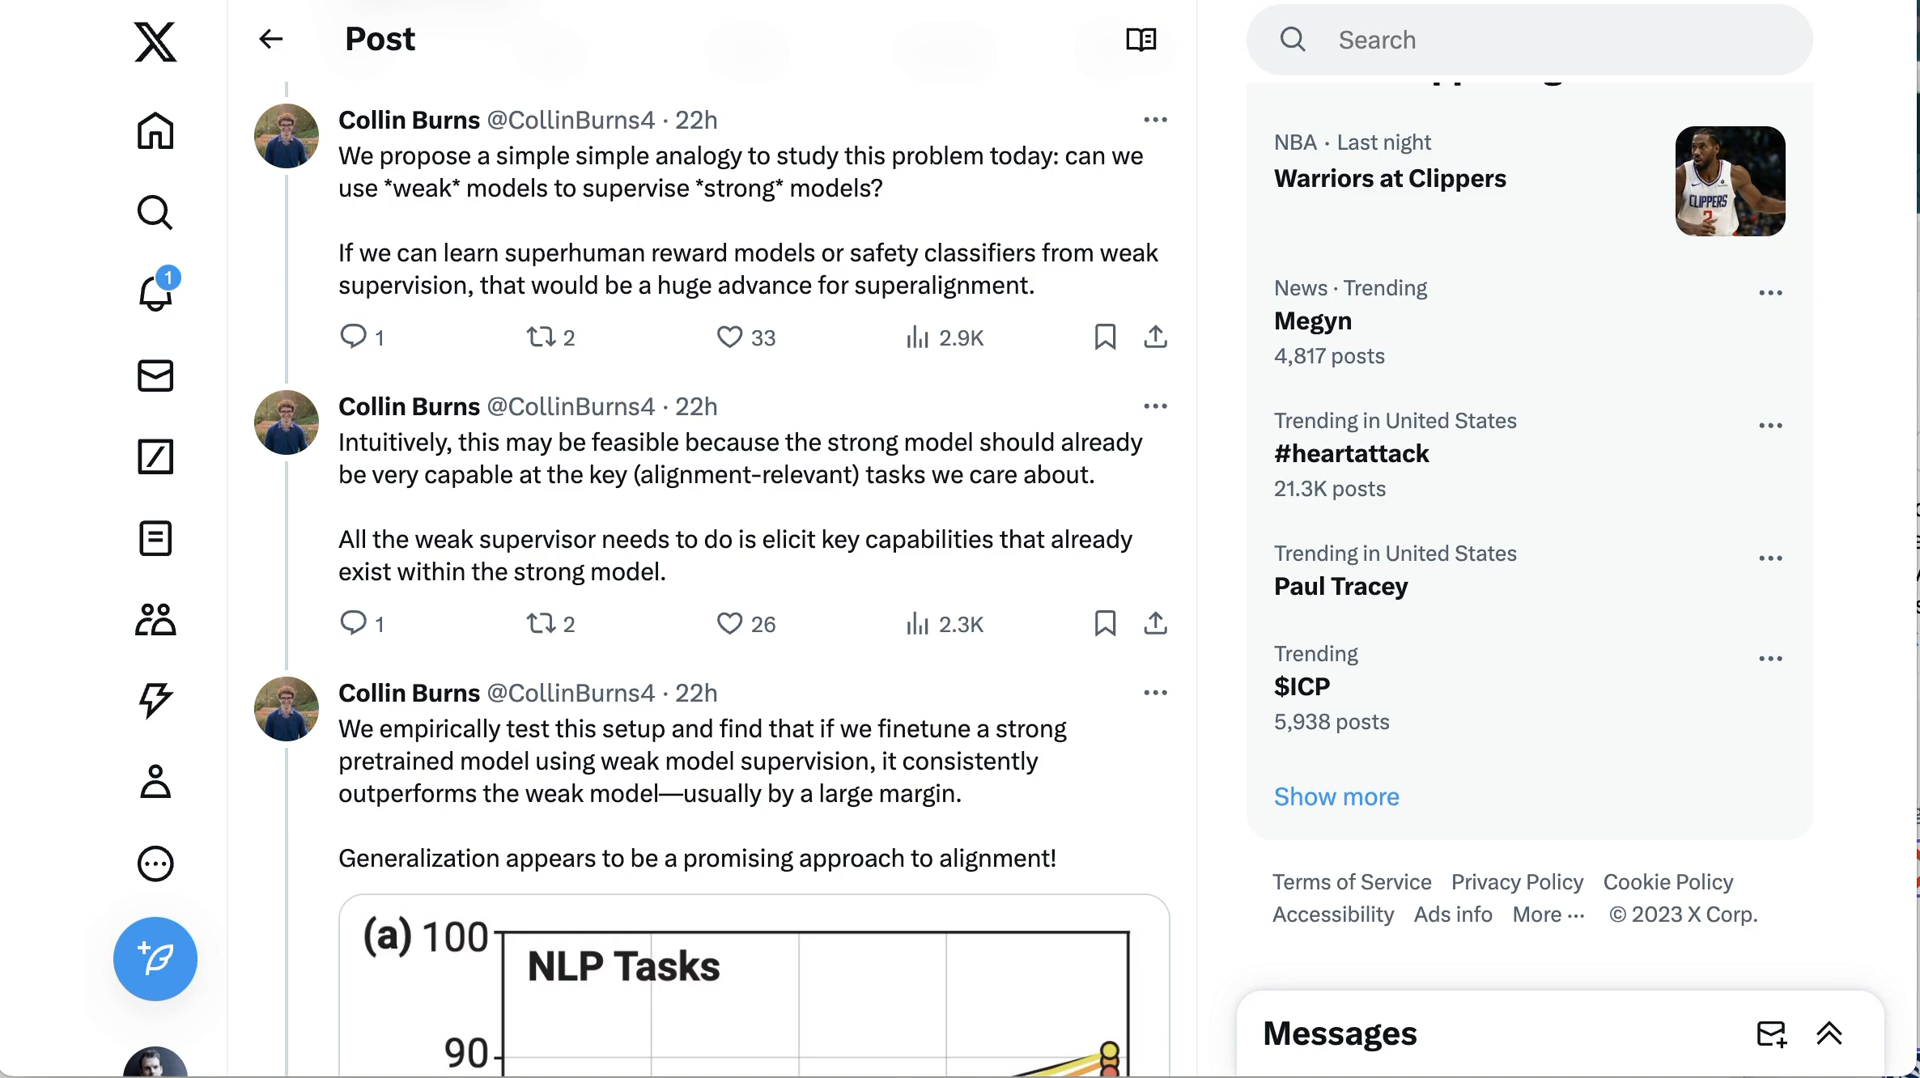 Post
Collin Burns @CollinBurns4 · 22h
We propose a simple simple analogy to study this problem today: can we
use *weak* models to supervise *strong* models?
If we can learn superhuman reward models or safety classifiers from weak
supervision, that would be a huge advance for superalignment.
1 2 33 2.9K
Collin Burns @CollinBurns4 · 22h
Intuitively, this may be feasible because the strong model should already
be very capable at the key (alignment-relevant) tasks we care about.
All the weak supervisor needs to do is elicit key capabilities that already
exist within the strong model.
1 2 26 2.3K
Collin Burns @CollinBurns4 · 22h
We empirically test this setup and find that if we finetune a strong
pretrained model using weak model supervision, it consistently
outperforms the weak model—usually by a large margin.
Generalization appears to be a promising approach to alignment!
(a) 100
NLP Tasks
90
1
Search
NBA · Last night
Warriors at Clippers
CLIPPERS
2
News · Trending
Megyn
4,817 posts
Trending in United States
#heartattack
21.3K posts
Trending in United States
Paul Tracey
Trending
$ICP
5,938 posts
Show more
Terms of Service Privacy Policy Cookie Policy
Accessibility Ads info More ··· © 2023 X Corp.
Messages